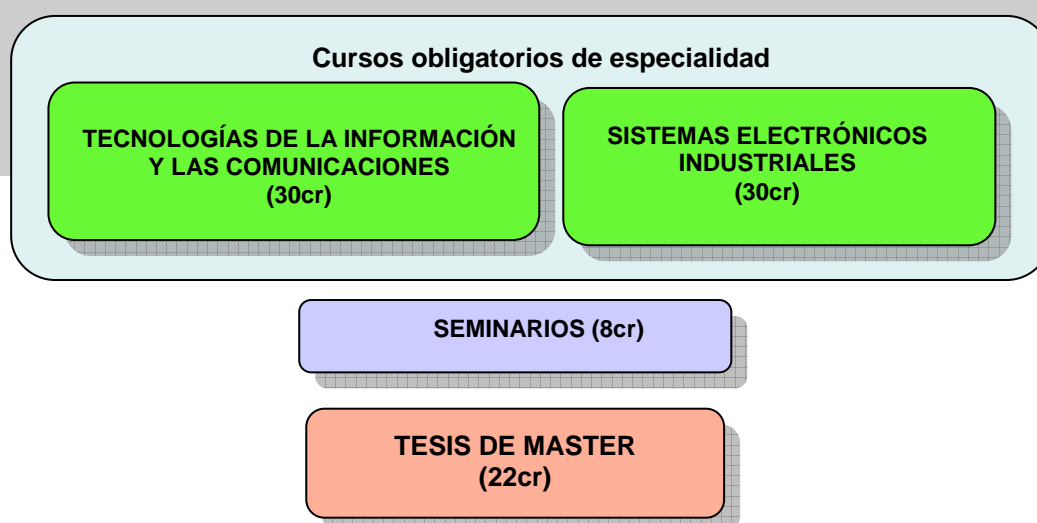 Cursos obligatorios de especialidad
TECNOLOGÍAS DE LA INFORMACIÓN
Y LAS COMUNICACIONES
(30cr)
SISTEMAS ELECTRÓNICOS
INDUSTRIALES
(30cr)
SEMINARIOS (8cr)
TESIS DE MASTER
(22cr)